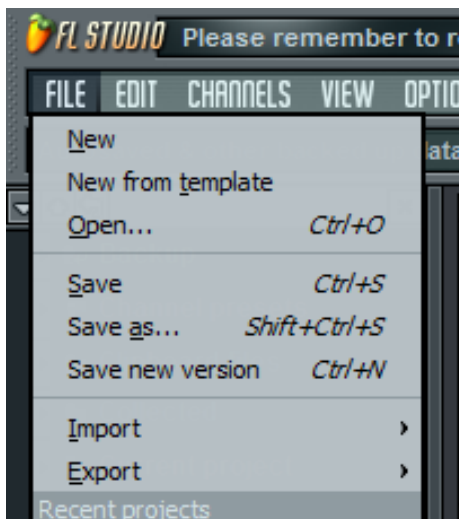 FL STUDIO Please remember to r
FILE EDIT CHANNELS VIEW OPTIO
New
New from template
Open... Ctrl+O
Save Ctrl+S
Save as... Shift+Ctrl+S
Save new version Ctrl+N
Import
Export
Recent projects